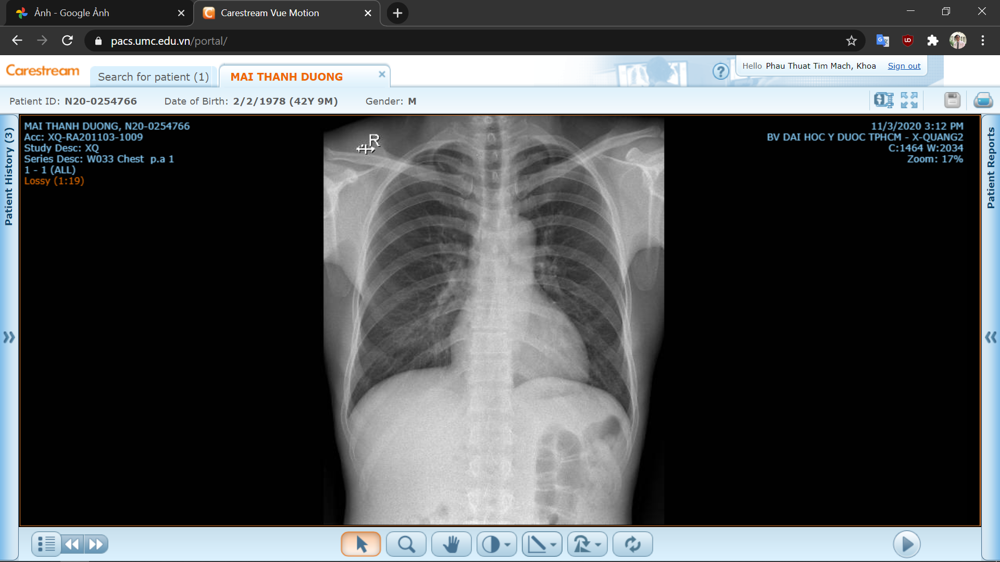 Ảnh - Google Ảnh
Carestream Vue Motion
pacs.umc.edu.vn/portal/
Carestream
Search for patient (1)
MAI THANH DUONG
Hello Phau Thuat Tim Mach, Khoa Sign out
Patient ID: N20-0254766 Date of Birth: 2/2/1978 (42Y 9M) Gender: M
Patient History (3)
MAI THANH DUONG, N20-0254766
Acc: XQ-RA201103-1009
Study Desc: XQ
Series Desc: W033 Chest p.a 1
1 - 1 (ALL)
Lossy (1:19)
R
11/3/2020 3:12 PM
BV DAI HOC Y DUOC TPHCM - X-QUANG2
C:1464 W:2034
Zoom: 17%
Patient Reports